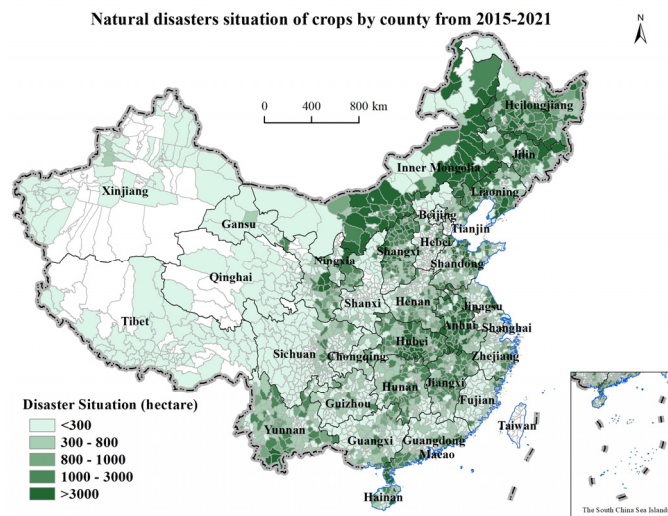 Natural disasters situation of crops by county from 2015-2021
N
0 400 800 km
Heilongjiang
Jilin
Inner Mongolia
Liaoning
Xinjiang
Beijing
Gansu
Tianjin
Hebei
Shangxi
Ningxia
Shandong
Qinghai
Shanxi
Henan
Jinagsu
Tibet
Anhui
Shanghai
Hubei
Sichuan
Chongqing
Zhejiang
Hunan
Jiangxi
Guizhou
Fujian
Yunnan
Taiwan
Guangxi
Guangdong
Macao
Hainan
Disaster Situation (hectare)
<300
300 - 800
800 - 1000
1000 - 3000
>3000
The South China Sea Island